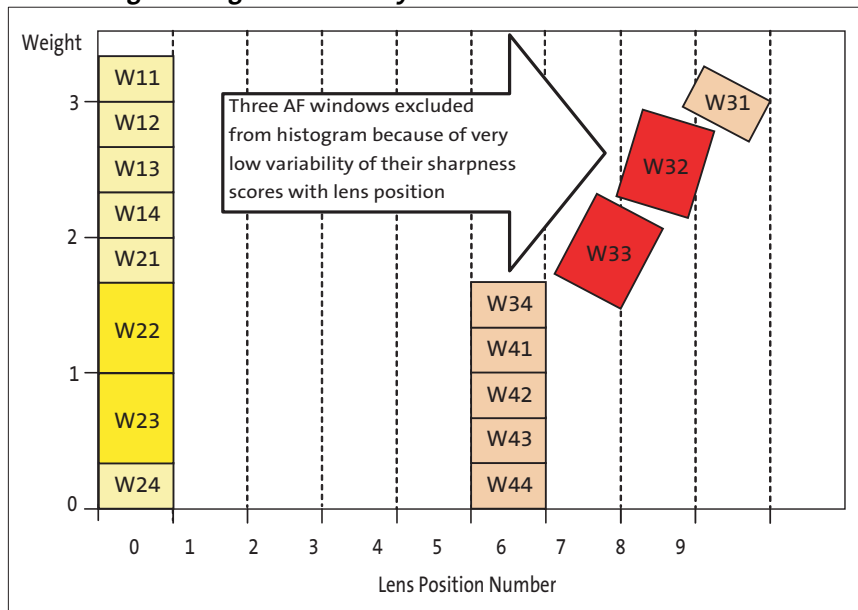 Weight
3
2
1
0
W11
W12
W13
W14
W21
W22
W23
W24
Three AF windows excluded
from histogram because of very
low variability of their sharpness
scores with lens position
W31
W32
W33
W34
W41
W42
W43
W44
0 1 2 3 4 5 6 7 8 9
Lens Position Number